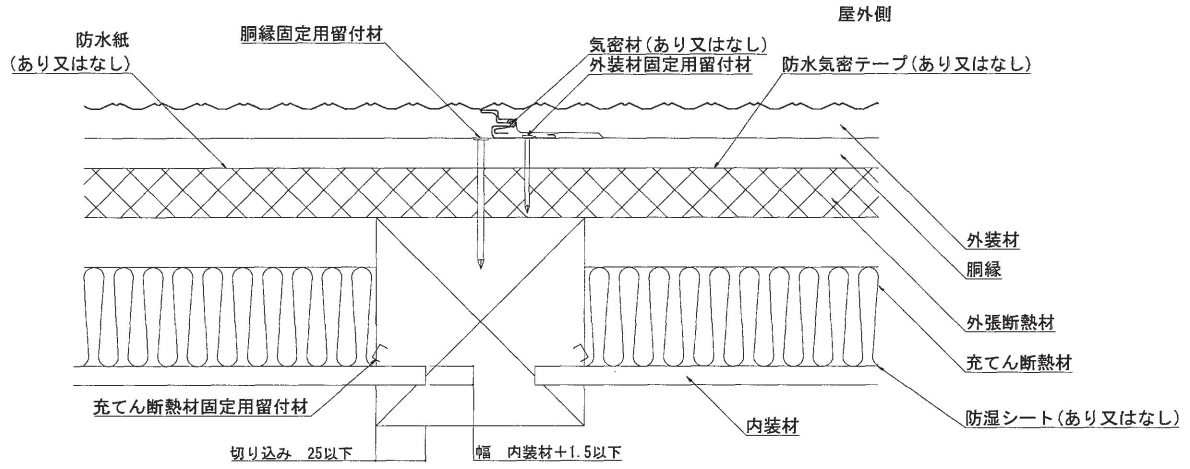 屋外側
防水紙
(あり又はなし)
胴縁固定用留付材
気密材(あり又はなし)
外装材固定用留付材
防水気密テープ(あり又はなし)
外装材
胴縁
外張断熱材
充てん断熱材
防湿シート(あり又はなし)
充てん断熱材固定用留付材
内装材
切り込み 25以下
幅 内装材+1.5以下